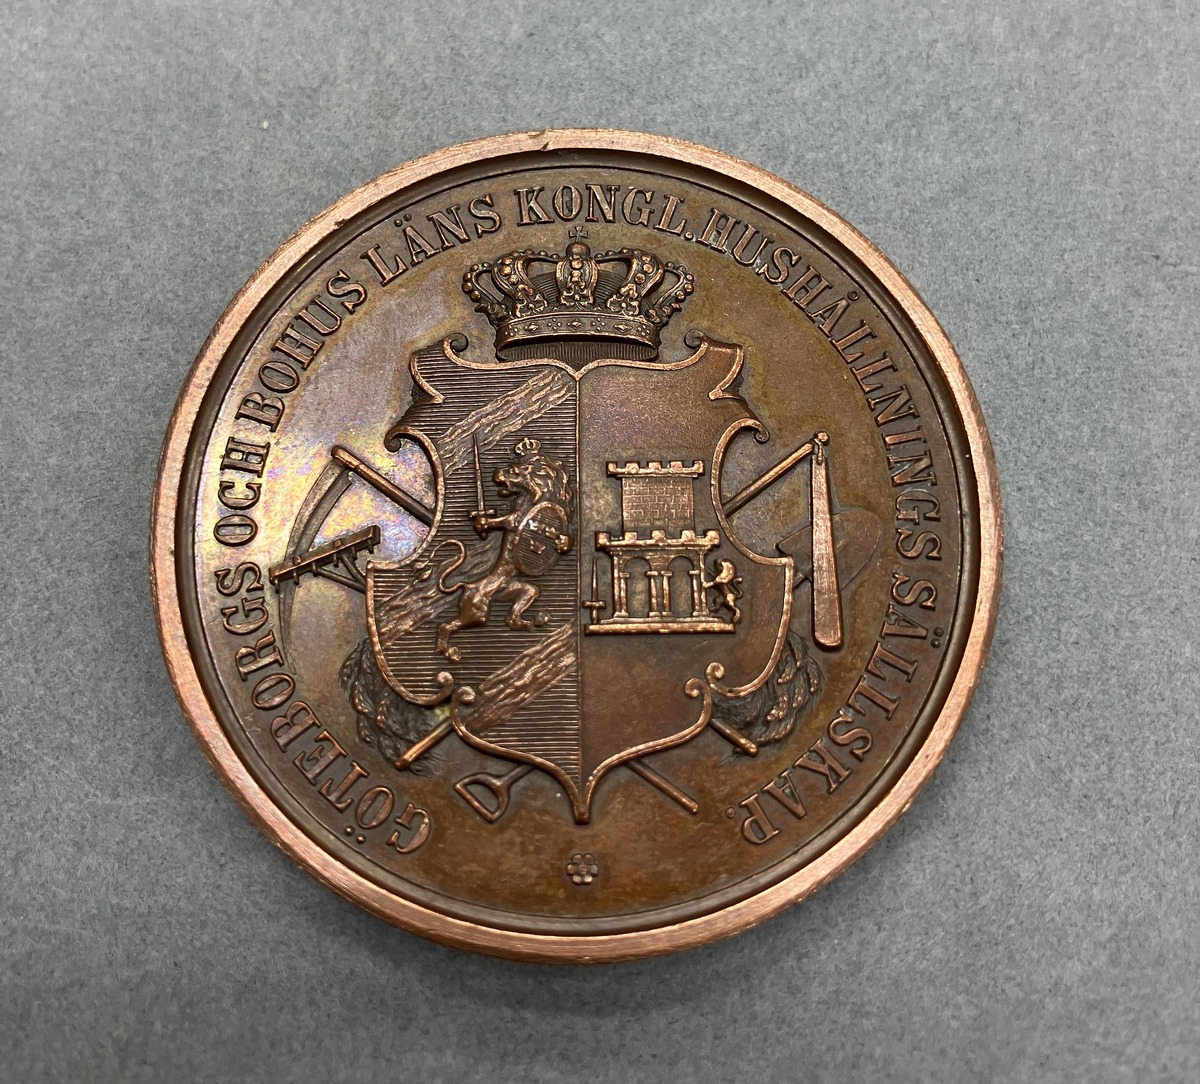 GÖTEBORGS OCH BOHUS LÄNS KONGL. HUSHÅLLNINGS SÄLLSKAP.